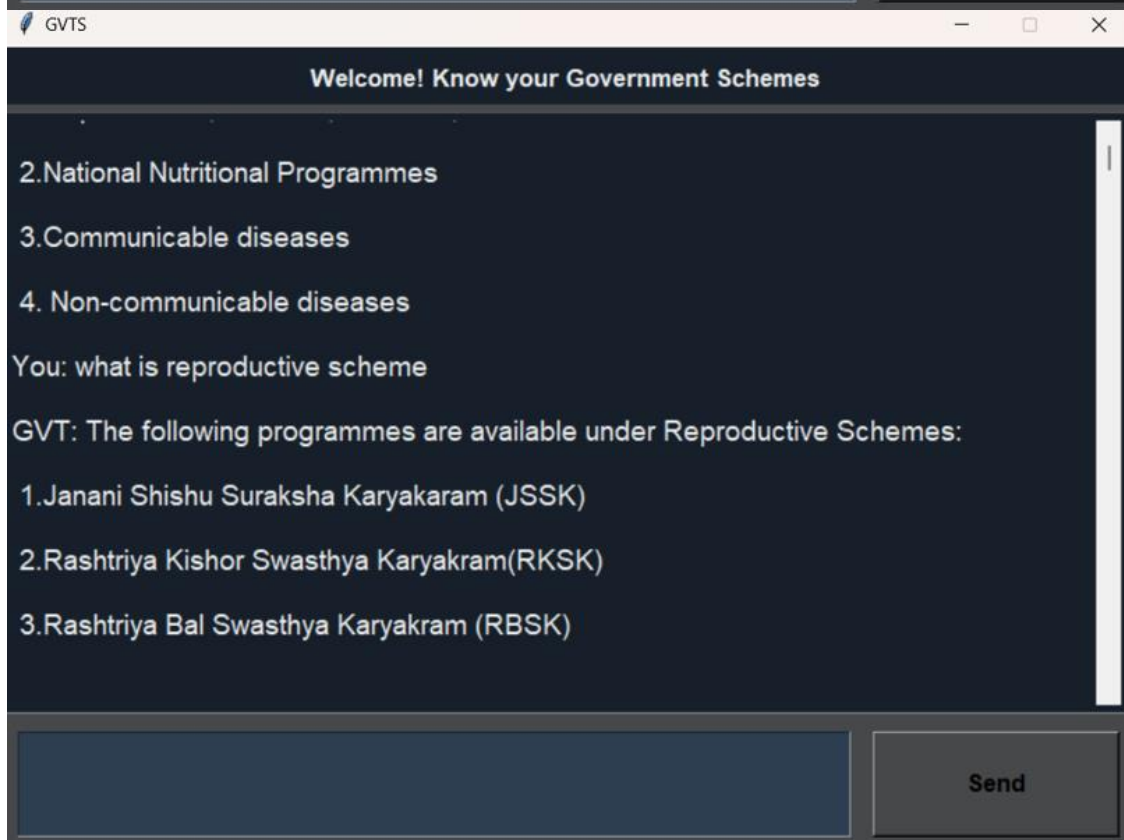 GVTS
Welcome! Know your Government Schemes
2.National Nutritional Programmes
3.Communicable diseases
4. Non-communicable diseases
You: what is reproductive scheme
GVT: The following programmes are available under Reproductive Schemes:
1.Janani Shishu Suraksha Karyakaram (JSSK)
2.Rashtriya Kishor Swasthya Karyakram(RKSK)
3.Rashtriya Bal Swasthya Karyakram (RBSK)
Send